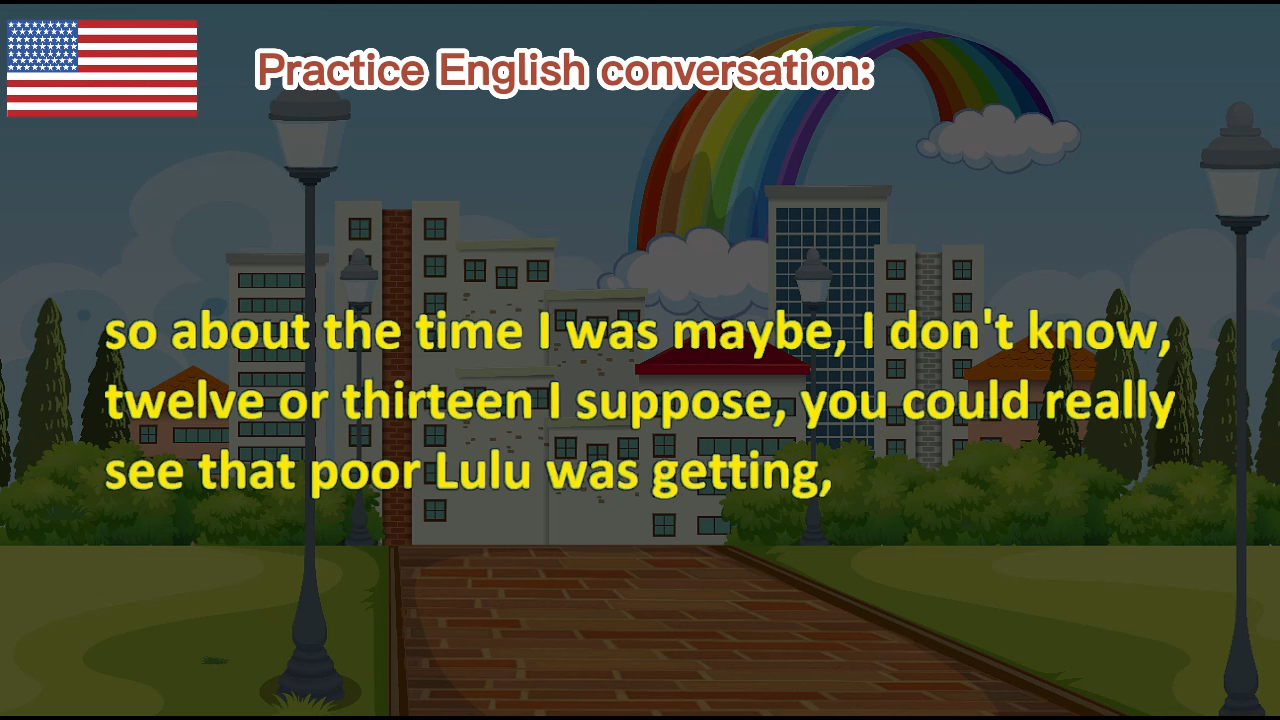 Practice English conversation:
so about the time I was maybe, I don't know,
twelve or thirteen I suppose, you could really
see that poor Lulu was getting,